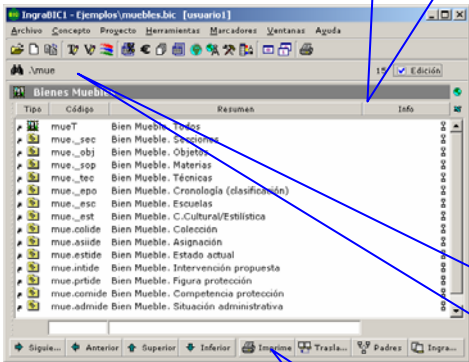 IngraBIC1 - Ejemplos\muebles.bic [usuario1]
Archivo Concepto Proyecto Herramientas Marcadores Ventanas Ayuda
.\mue 15 Edición
Bienes Muebl
Tipo Código Resumen Info
mueT Bien Mueble. Todos
mue._sec Bien Mueble. Secciones
mue._obj Bien Mueble. Objetos
mue._sop Bien Mueble. Materias
mue._tec Bien Mueble. Técnicas
mue._epo Bien Mueble. Cronología (clasificación)
mue._esc Bien Mueble. Escuelas
mue._est Bien Mueble. C.Cultural/Estilística
mue.colide Bien Mueble. Colección
mue.asiide Bien Mueble. Asignación
mue.estide Bien Mueble. Estado actual
mue.intide Bien Mueble. Intervención propuesta
mue.prtide Bien Mueble. Figura protección
mue.comide Bien Mueble. Competencia protección
mue.admide Bien Mueble. Situación administrativa
Siguie... Anterior Superior Inferior Imprime Trasla... Padres Ingra...